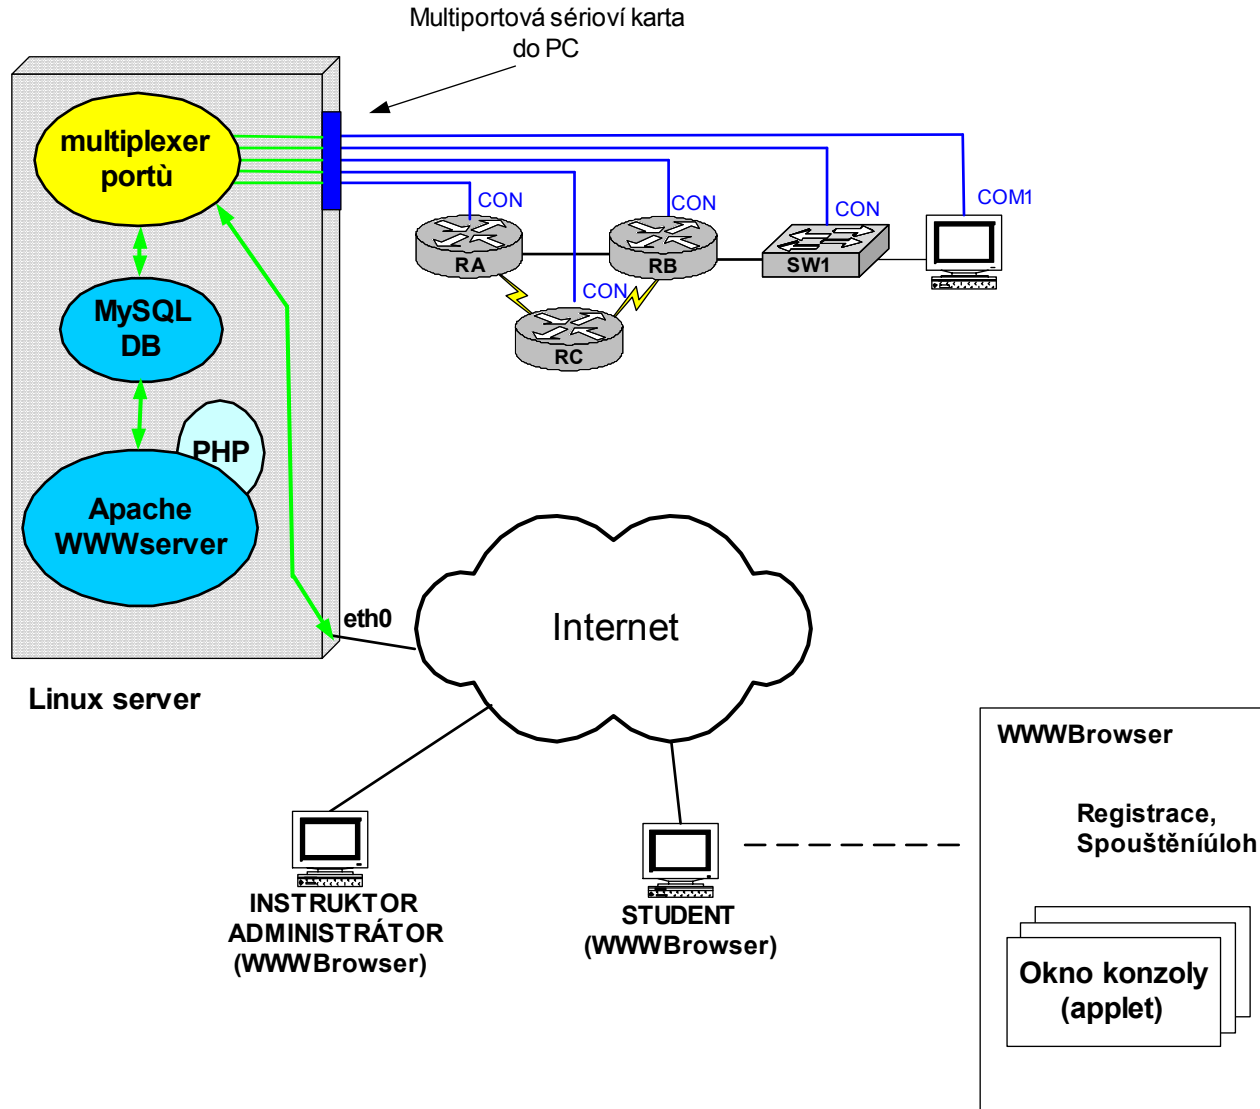 Multiportová sérioví karta
do PC
multiplexer
portù
CON
CON
CON
COM1
RA
RB
SW1
CON
RC
MySQL
DB
PHP
Apache
WWWserver
eth0
Internet
Linux server
WWWBrowser
Registrace,
Spouštěníúloh
INSTRUKTOR
ADMINISTRÁTOR
(WWWBrowser)
STUDENT
(WWWBrowser)
Okno konzoly
(applet)